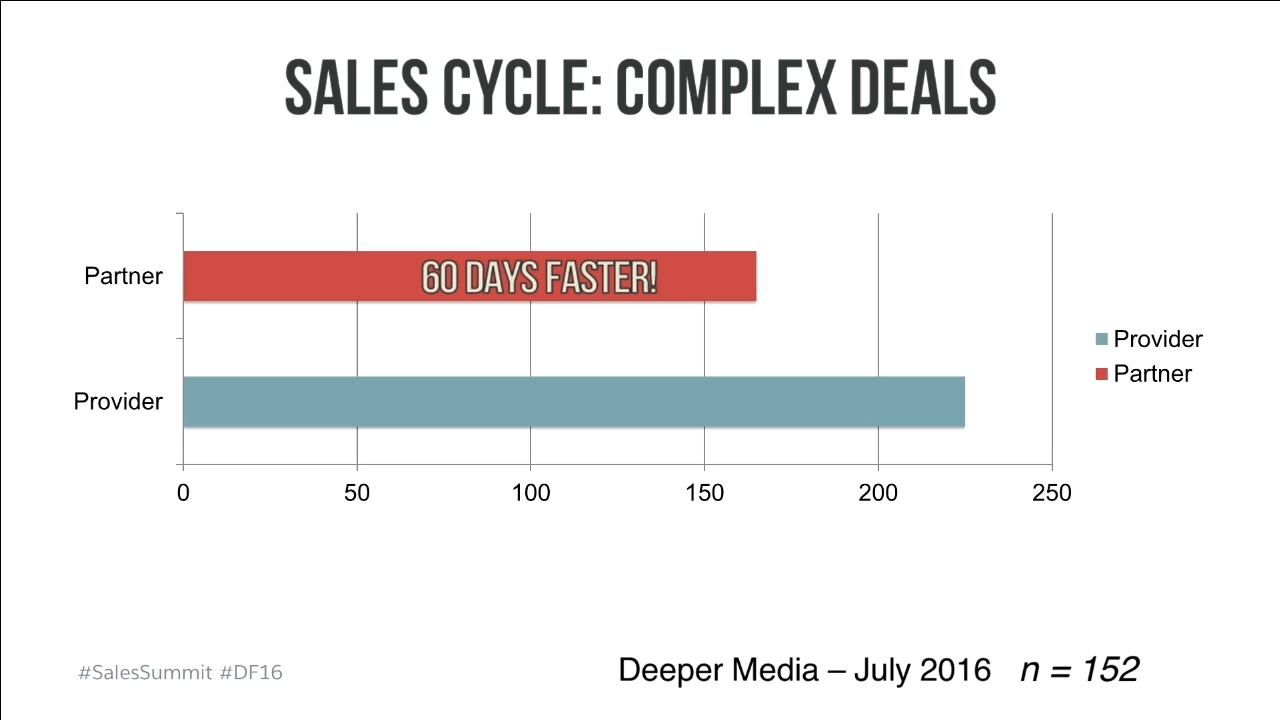 SALES CYCLE: COMPLEX DEALS
Partner
60 DAYS FASTER!
Provider
Provider
Partner
0 50 100 150 200 250
#SalesSummit #DF16
Deeper Media – July 2016 n = 152